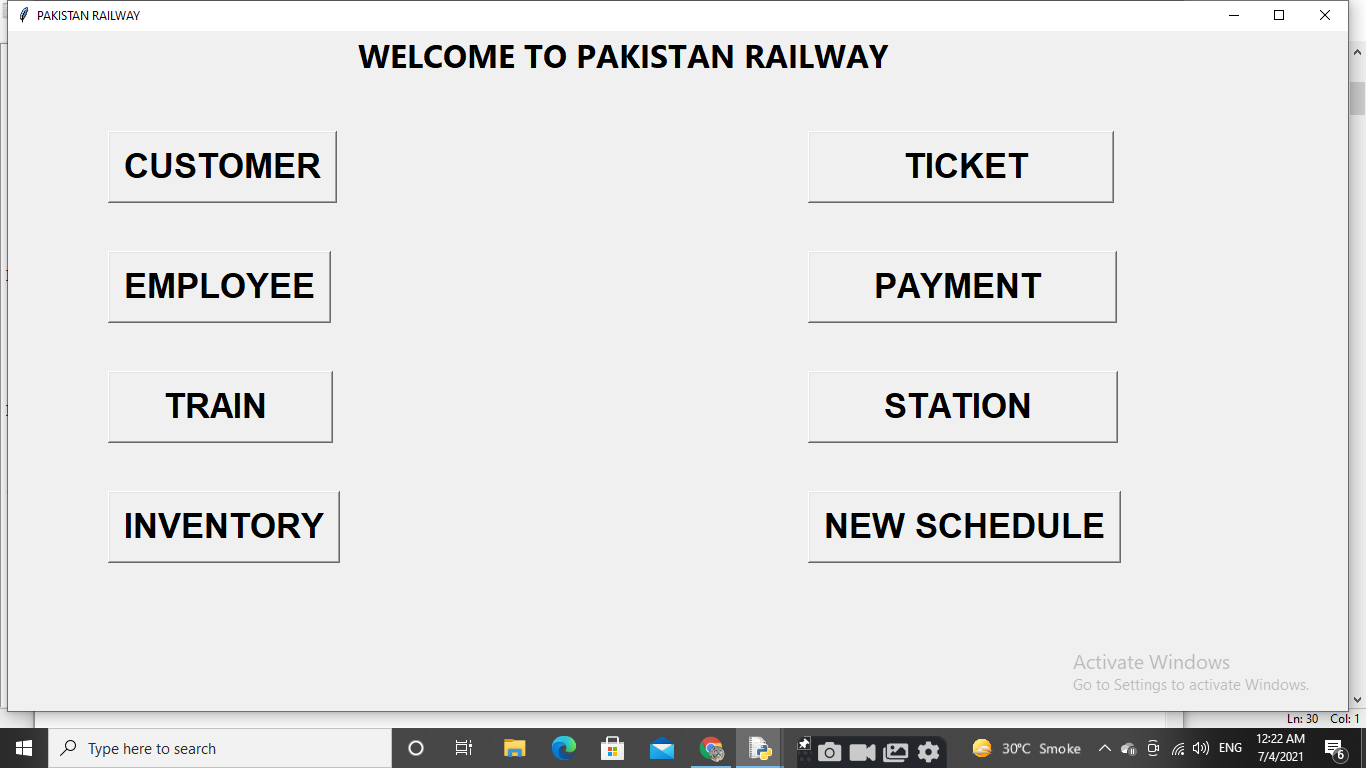 PAKISTAN RAILWAY
WELCOME TO PAKISTAN RAILWAY
CUSTOMER
TICKET
EMPLOYEE
PAYMENT
TRAIN
STATION
INVENTORY
NEW SCHEDULE
Activate Windows
Go to Settings to activate Windows.
Ln: 30 Col: 1
Type here to search
30°C Smoke
ENG
12:22 AM
7/4/2021
6